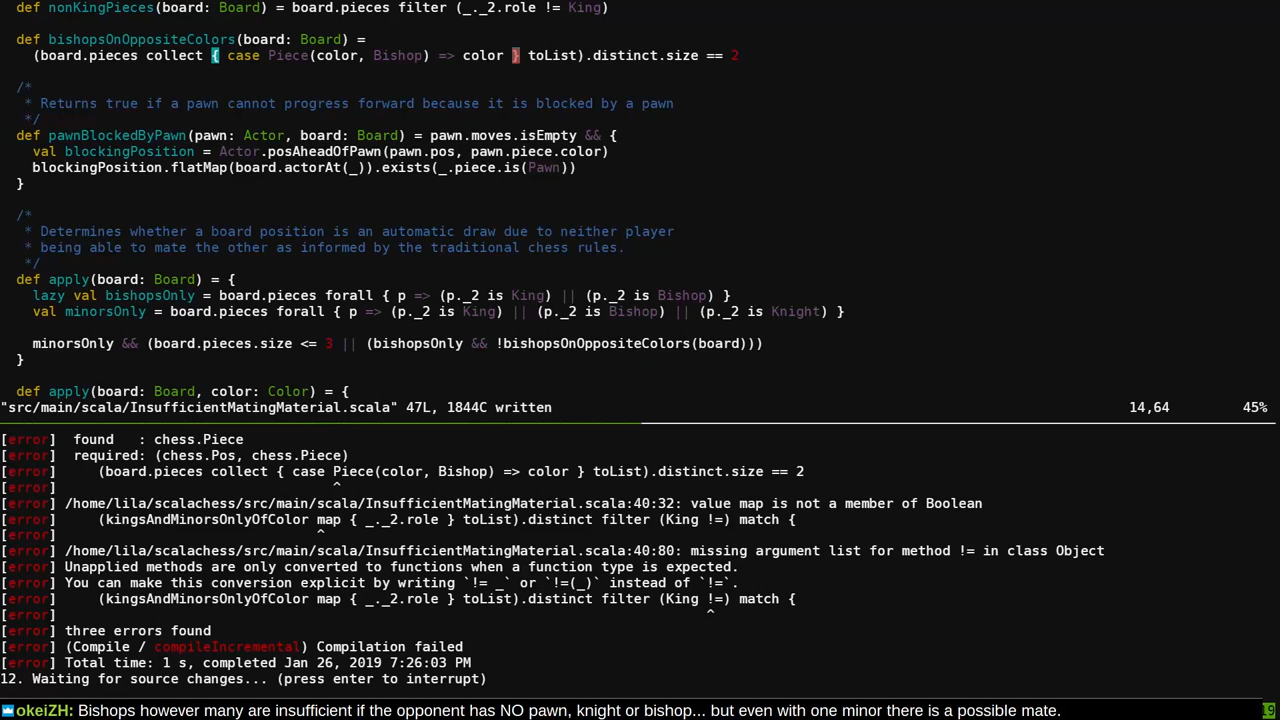 def nonKingPieces(board: Board) = board.pieces filter (_._2.role != King)
def bishopsOnOppositeColors(board: Board) =
(board.pieces collect { case Piece(color, Bishop) => color } toList).distinct.size == 2
/*
* Returns true if a pawn cannot progress forward because it is blocked by a pawn
*/
def pawnBlockedByPawn(pawn: Actor, board: Board) = pawn.moves.isEmpty && {
val blockingPosition = Actor.posAheadOfPawn(pawn.pos, pawn.piece.color)
blockingPosition.flatMap(board.actorAt(_)).exists(_.piece.is(Pawn))
}
/*
* Determines whether a board position is an automatic draw due to neither player
* being able to mate the other as informed by the traditional chess rules.
*/
def apply(board: Board) = {
lazy val bishopsOnly = board.pieces forall { p => (p._2 is King) || (p._2 is Bishop) }
val minorsOnly = board.pieces forall { p => (p._2 is King) || (p._2 is Bishop) || (p._2 is Knight) }
minorsOnly && (board.pieces.size <= 3 || (bishopsOnly && !bishopsOnOppositeColors(board)))
}
def apply(board: Board, color: Color) = {
"src/main/scala/InsufficientMatingMaterial.scala" 47L, 1844C written 14,64 45%
[error] found : chess.Piece
[error] required: (chess.Pos, chess.Piece)
[error] (board.pieces collect { case Piece(color, Bishop) => color } toList).distinct.size == 2
[error] ^
[error] /home/lila/scalachess/src/main/scala/InsufficientMatingMaterial.scala:40:32: value map is not a member of Boolean
[error] (kingsAndMinorsOnlyOfColor map { _._2.role } toList).distinct filter (King !=) match {
[error] ^
[error] /home/lila/scalachess/src/main/scala/InsufficientMatingMaterial.scala:40:80: missing argument list for method != in class Object
[error] Unapplied methods are only converted to functions when a function type is expected.
[error] You can make this conversion explicit by writing `!= _` or `!=(_)` instead of `!=`.
[error] (kingsAndMinorsOnlyOfColor map { _._2.role } toList).distinct filter (King !=) match {
[error] ^
[error] three errors found
[error] (Compile / compileIncremental) Compilation failed
[error] Total time: 1 s, completed Jan 26, 2019 7:26:03 PM
12. Waiting for source changes... (press enter to interrupt)
okeiZH: Bishops however many are insufficient if the opponent has NO pawn, knight or bishop... but even with one minor there is a possible mate.